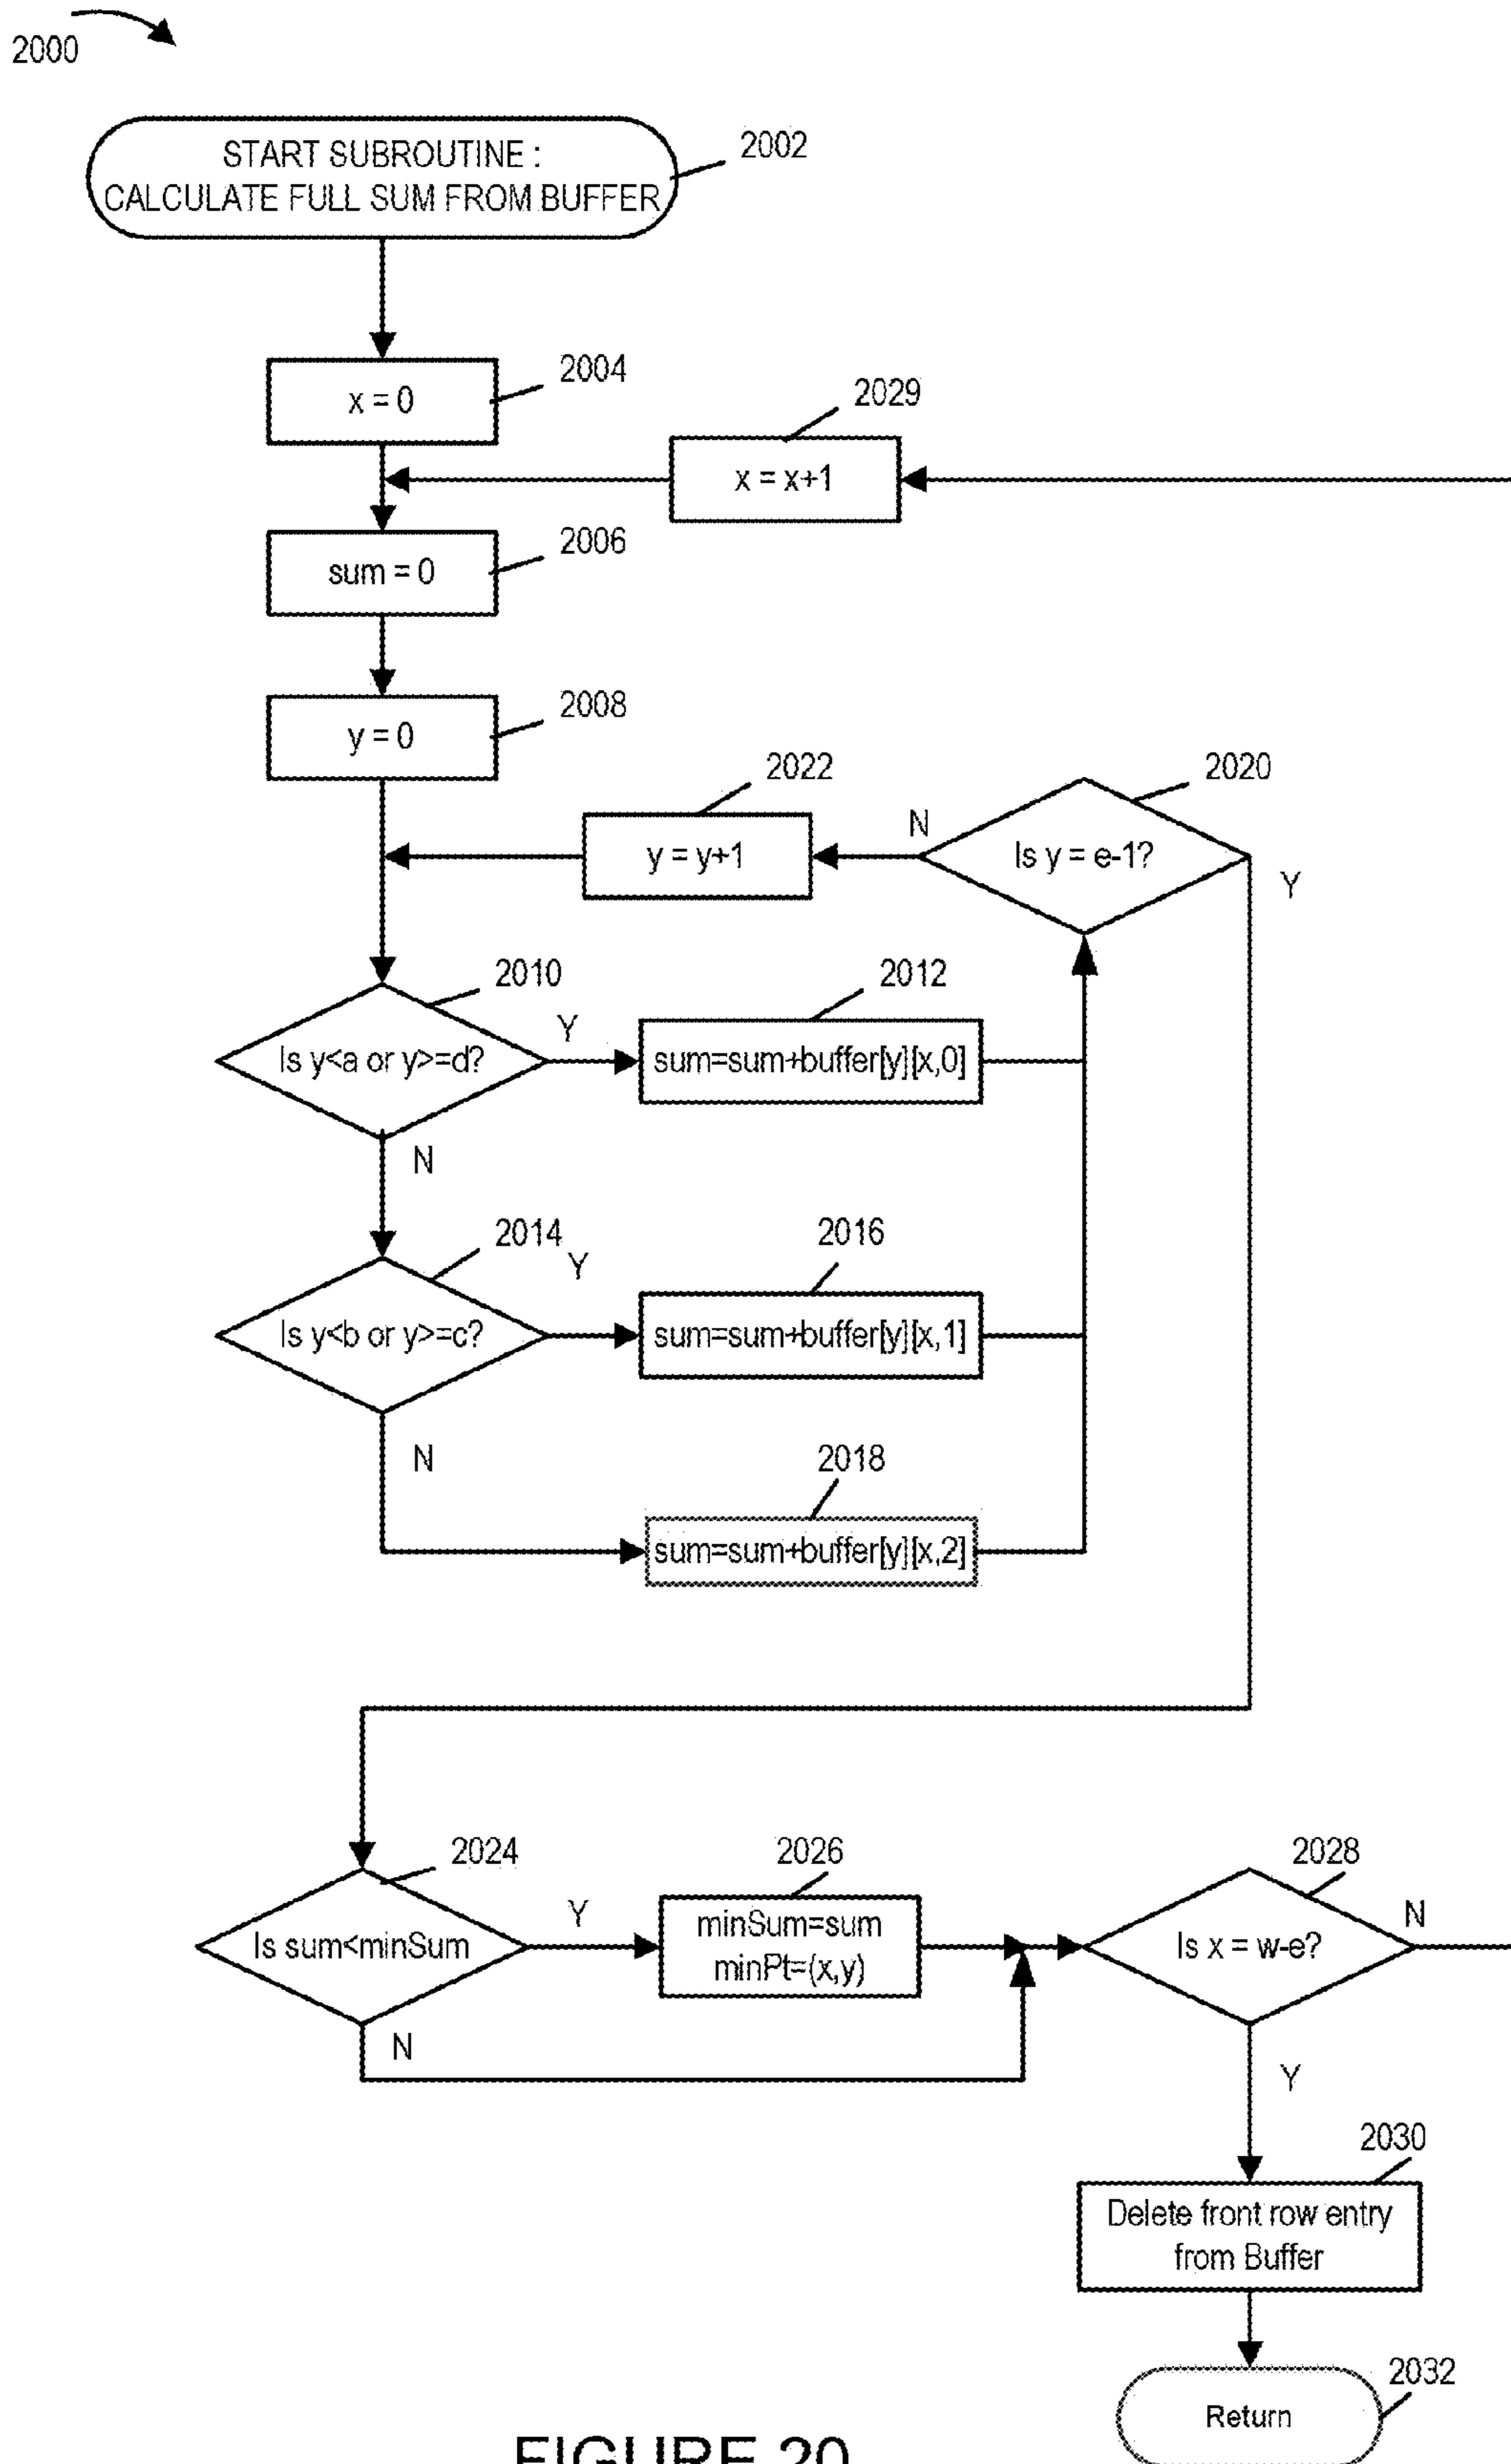 2000
START SUBROUTINE :
CALCULATE FULL SUM FROM BUFFER
2002
x = 0
2004
x = x+1
2029
sum = 0
2006
y = 0
2008
y = y+1
2022
N
Is y = e-1?
2020
Y
Is y<a or y>=d?
2010
Y
sum=sum+buffer[y][x,0]
2012
N
Is y<b or y>=c?
2014
Y
sum=sum+buffer[y][x,1]
2016
N
sum=sum+buffer[y][x,2]
2018
Is sum<minSum
2024
Y
minSum=sum
minPt=(x,y)
2026
Is x = w-e?
2028
N
N
Y
2030
Delete front row entry
from Buffer
Return
2032
FIGURE 20